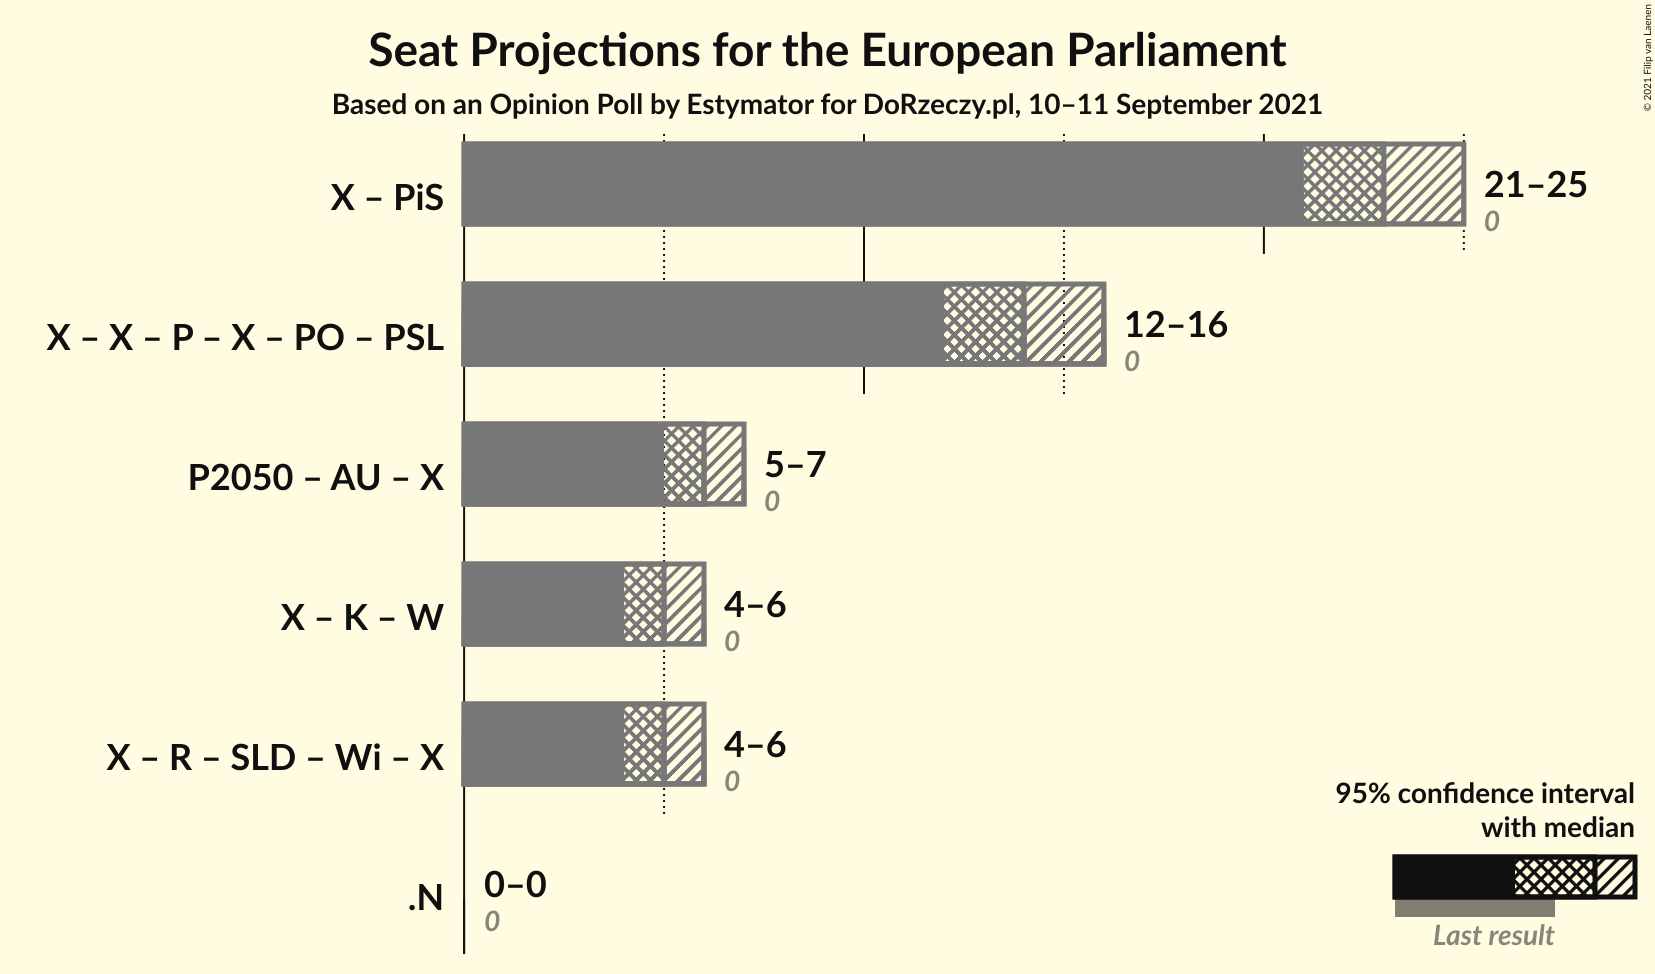 Seat Projections for the European Parliament
Based on an Opinion Poll by Estymator for DoRzeczy.pl, 10–11 September 2021
© 2021 Filip van Laenen
X – PiS
21–25
0
X – X – P – X – PO – PSL
12–16
0
P2050 – AU – X
5–7
0
X – K – W
4–6
0
X – R – SLD – Wi – X
4–6
0
.N
0–0
0
95% confidence interval
with median
Last result